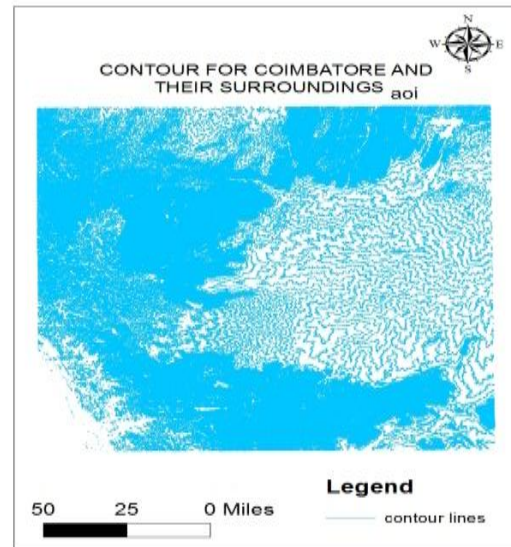 N
W E
S
CONTOUR FOR COIMBATORE AND
THEIR SURROUNDINGS aoi
Legend
50 25 0 Miles
contour lines